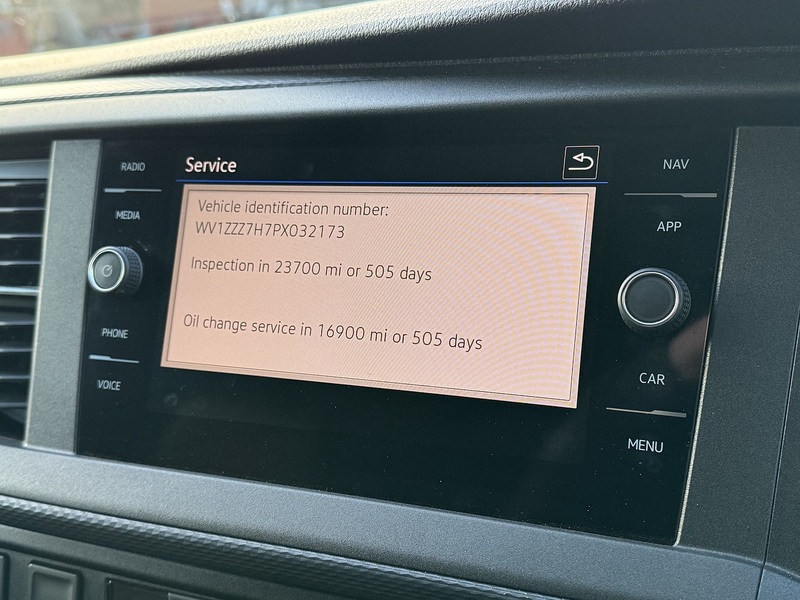 RADIO
MEDIA
PHONE
VOICE
Service
Vehicle identification number:
WV1ZZZ7H7PX032173
Inspection in 23700 mi or 505 days
Oil change service in 16900 mi or 505 days
NAV
APP
CAR
MENU